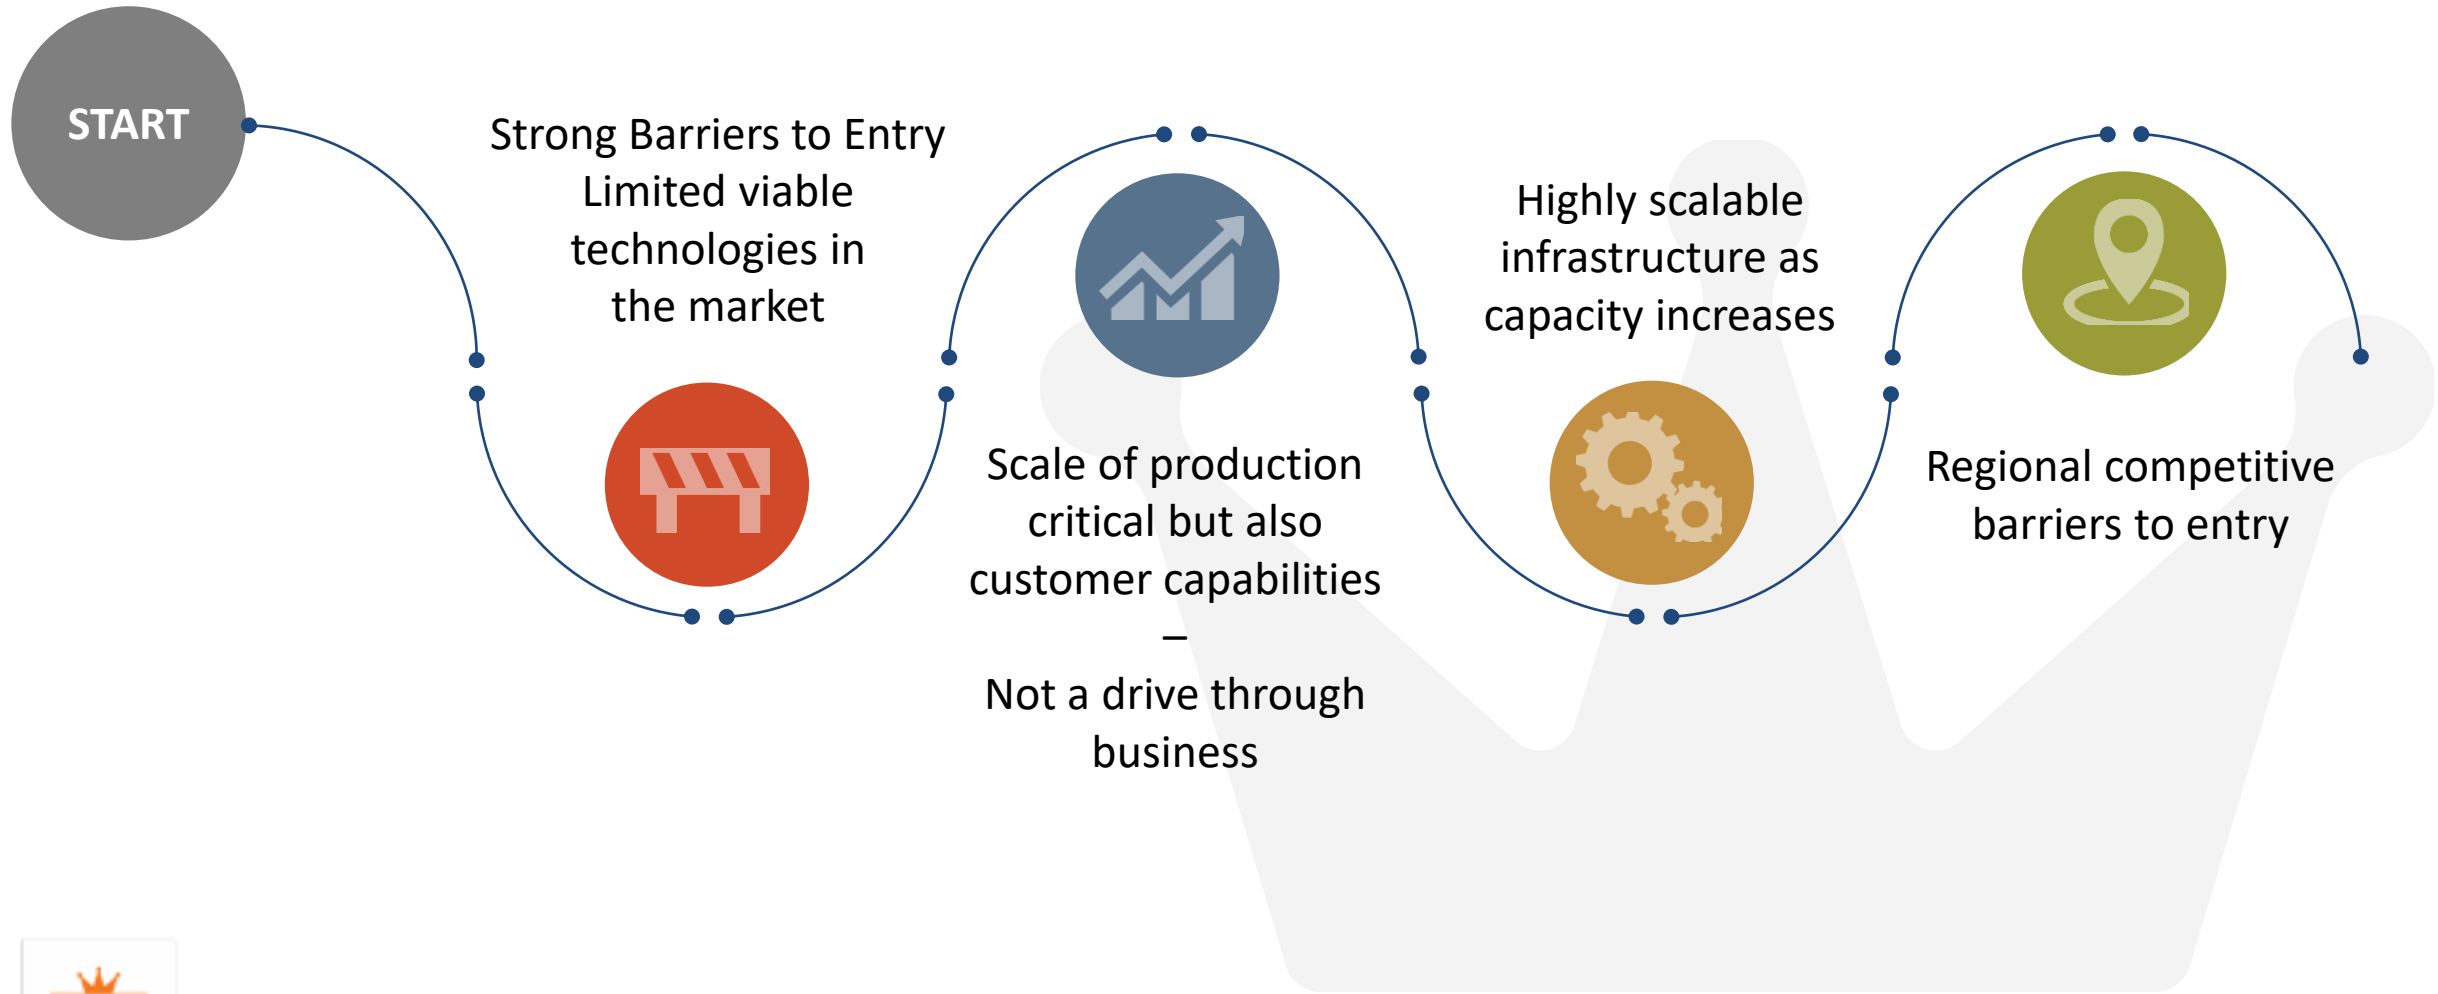 START
Strong Barriers to Entry
Limited viable
technologies in
the market
Scale of production
critical but also
customer capabilities
–
Not a drive through
business
Highly scalable
infrastructure as
capacity increases
Regional competitive
barriers to entry